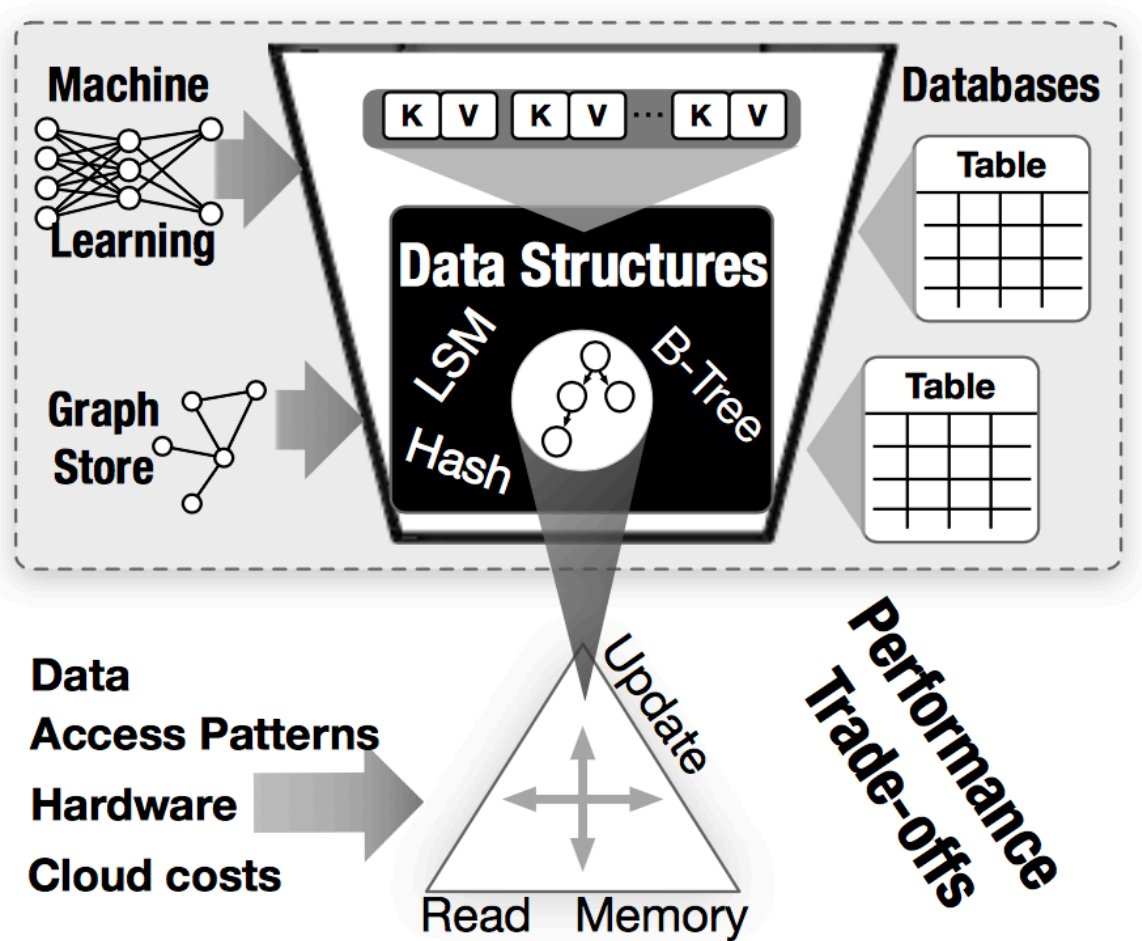 Machine
Learning
K V K V ... K V
Databases
Table
Data Structures
LSM
B-Tree
Hash
Graph
Store
Table
Data
Access Patterns
Hardware
Cloud costs
Update
Read Memory
Performance
Trade-offs